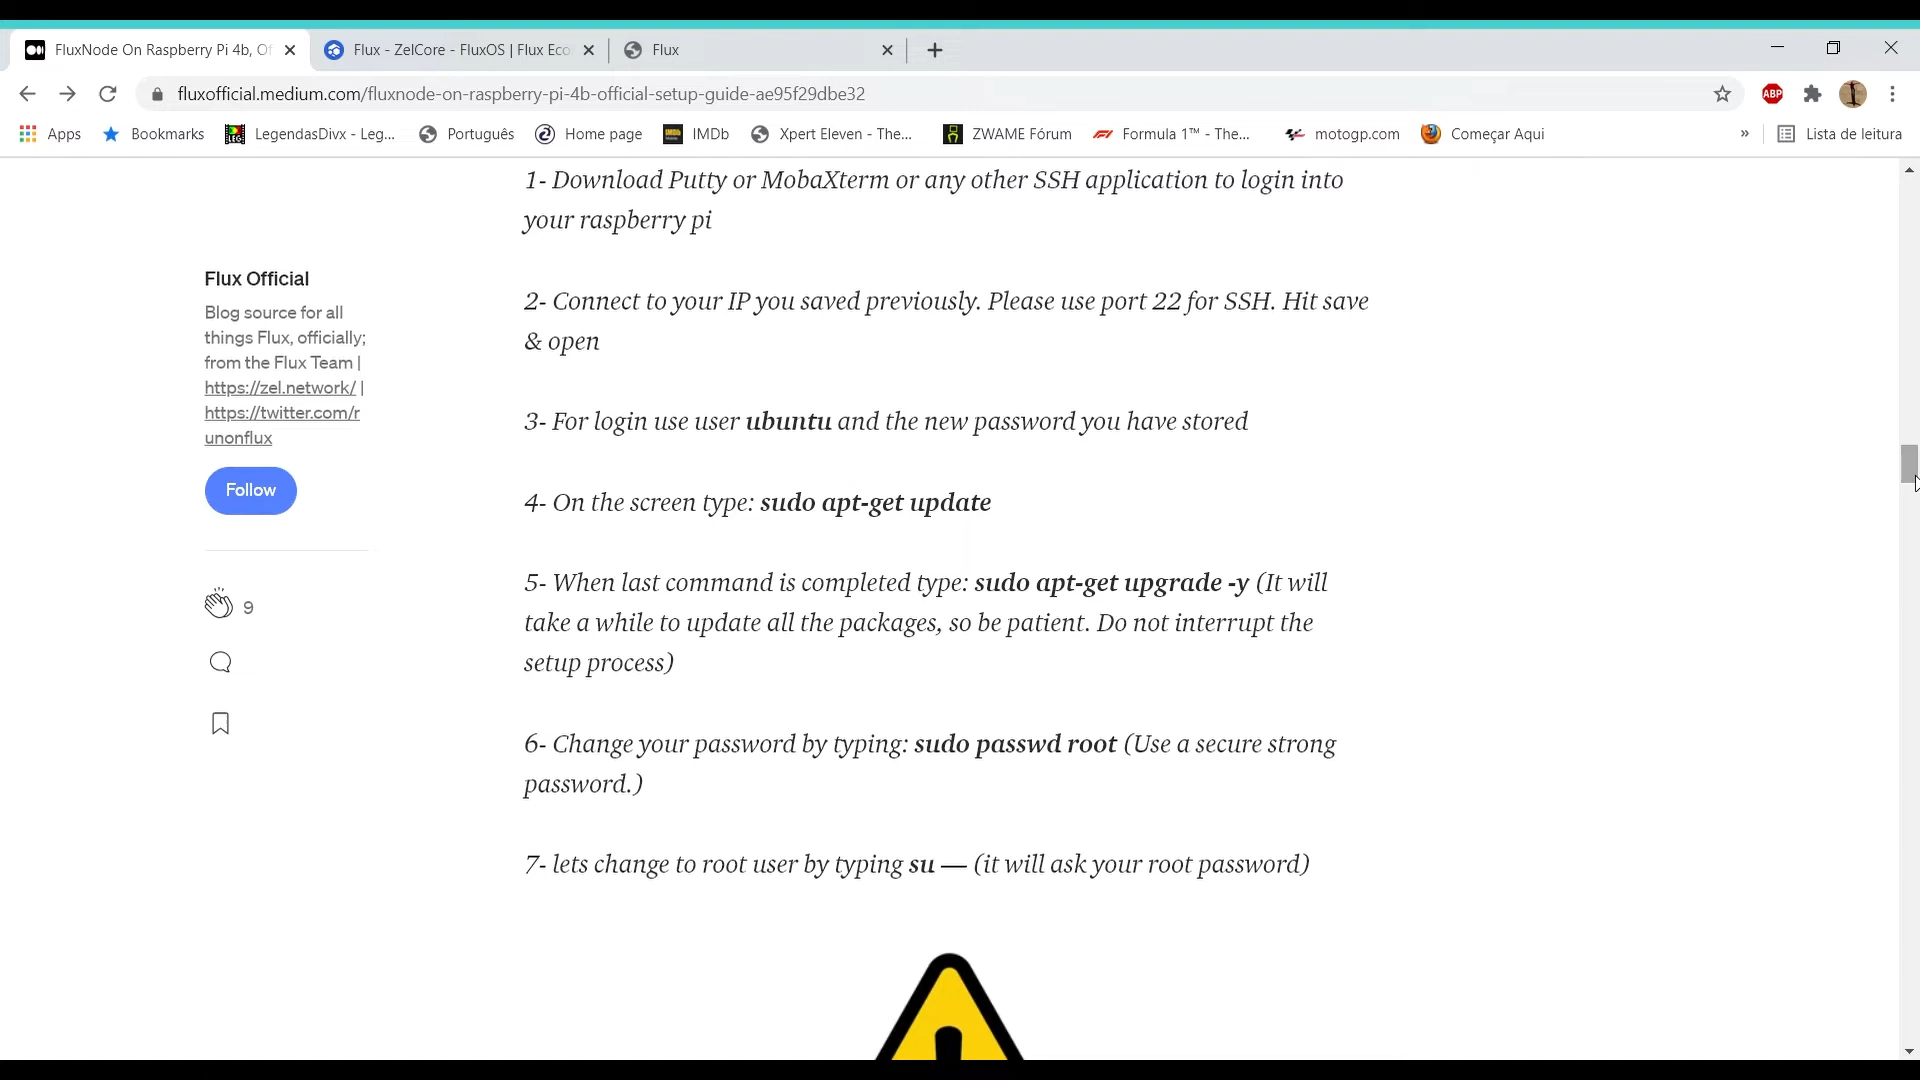 FluxNode On Raspberry Pi 4b, Of
Flux - ZelCore - FluxOS | Flux Eco
Flux
fluxofficial.medium.com/fluxnode-on-raspberry-pi-4b-official-setup-guide-ae95f29dbe32
ABP
Apps
Bookmarks
LegendasDivx - Leg...
Português
Home page
IMDb
Xpert Eleven - The...
ZWAME Fórum
Formula 1™ - The...
motogp.com
Começar Aqui
»
Lista de leitura
1- Download Putty or MobaXterm or any other SSH application to login into
your raspberry pi
2- Connect to your IP you saved previously. Please use port 22 for SSH. Hit save
& open
3- For login use user ubuntu and the new password you have stored
4- On the screen type: sudo apt-get update
5- When last command is completed type: sudo apt-get upgrade -y (It will
take a while to update all the packages, so be patient. Do not interrupt the
setup process)
6- Change your password by typing: sudo passwd root (Use a secure strong
password.)
7- lets change to root user by typing su — (it will ask your root password)
Flux Official
Blog source for all
things Flux, officially;
from the Flux Team |
https://zel.network/ |
https://twitter.com/r
unonflux
Follow
9